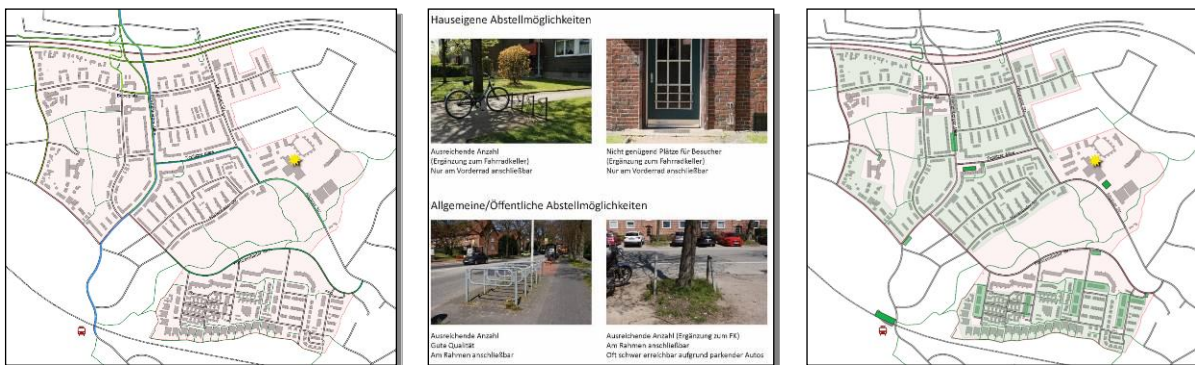 Hauseigene Abstellmöglichkeiten
Ausreichende Anzahl
(Ergänzung zum Fahrradkeller)
Nur am Vorderrad anschließbar
Nicht genügend Plätze für Besucher
(Ergänzung zum Fahrradkeller)
Nur am Vorderrad anschließbar
Allgemeine/Öffentliche Abstellmöglichkeiten
Ausreichende Anzahl
Gute Qualität
Am Rahmen anschließbar
Ausreichende Anzahl (Ergänzung zum FK)
Am Rahmen anschließbar
Oft schwer erreichbar aufgrund parkender Autos